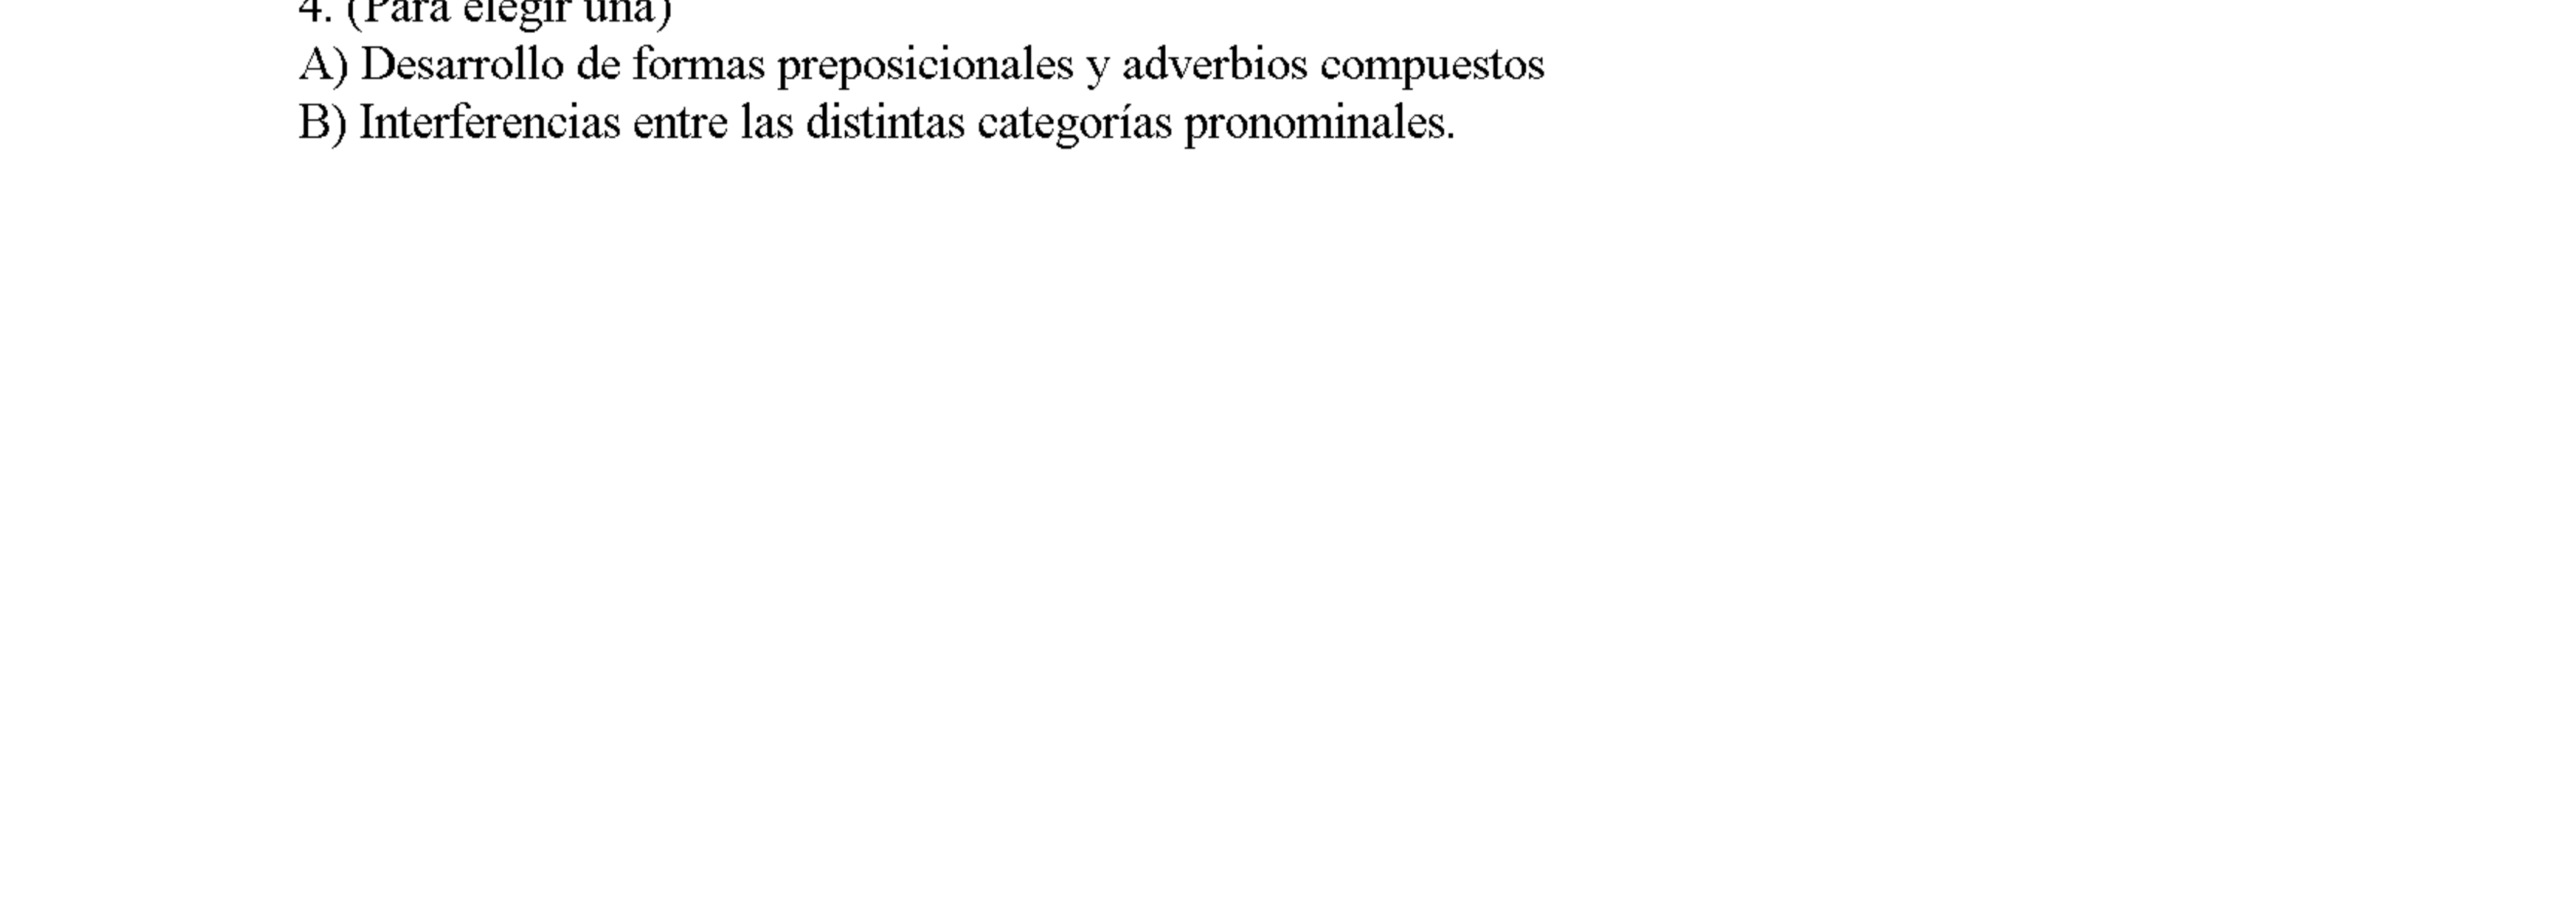 4. (Para elegir una)
A) Desarrollo de formas preposicionales y adverbios compuestos
B) Interferencias entre las distintas categorías pronominales.